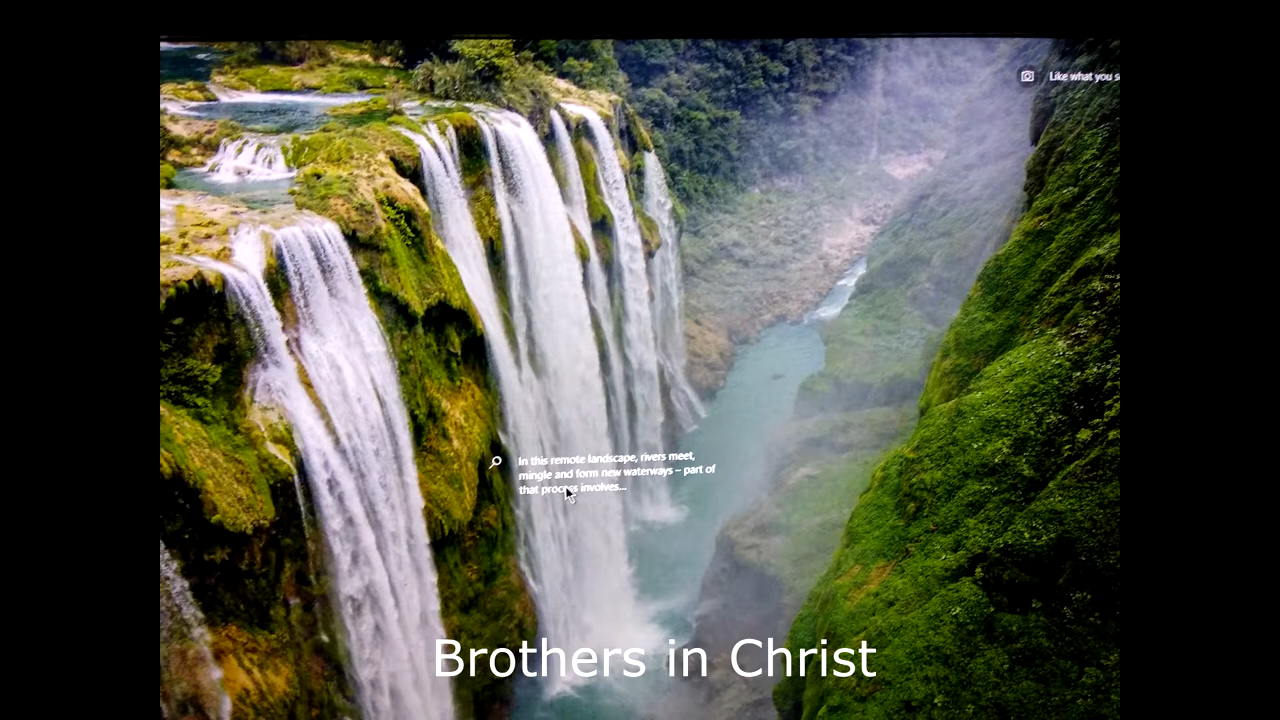 Like what you s
In this remote landscape, rivers meet,
mingle and form new waterways – part of
that process involves...
Brothers in Christ